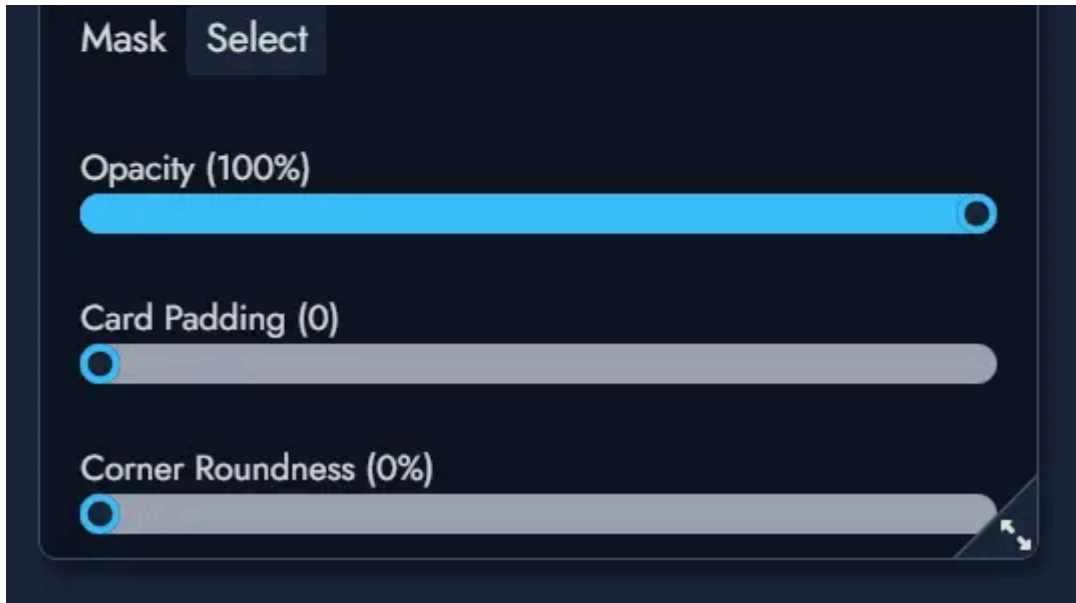 Mask Select
Opacity (100%)
Card Padding (0)
Corner Roundness (0%)